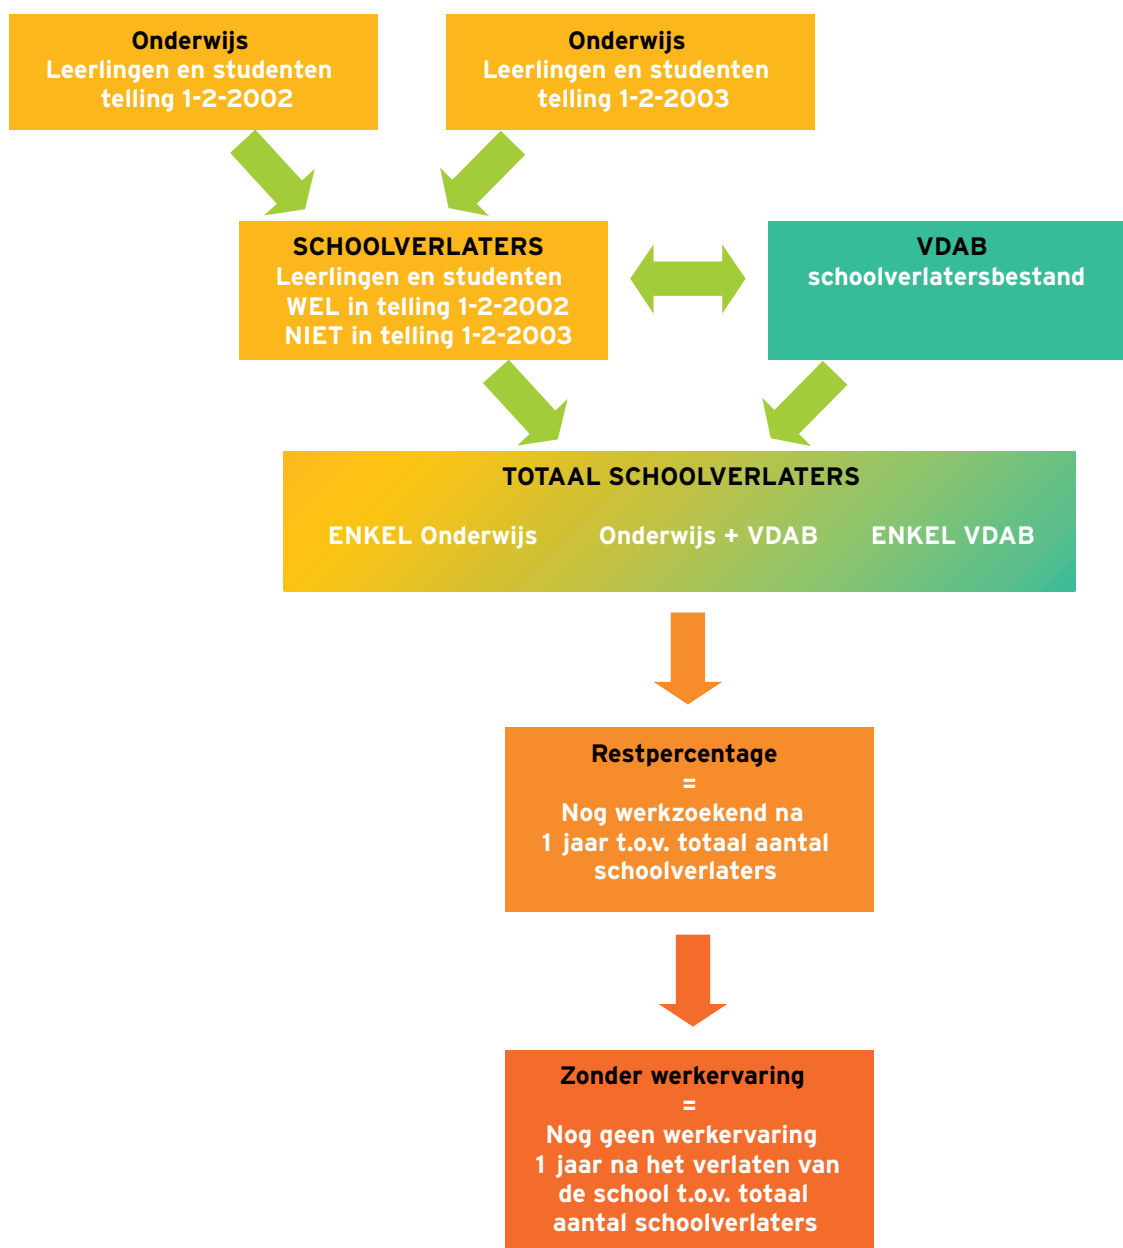 Onderwijs
Leerlingen en studenten
telling 1-2-2002
Onderwijs
Leerlingen en studenten
telling 1-2-2003
SCHOOLVERLATERS
Leerlingen en studenten
WEL in telling 1-2-2002
NIET in telling 1-2-2003
VDAB
schoolverlatersbestand
TOTAAL SCHOOLVERLATERS
ENKEL Onderwijs Onderwijs + VDAB ENKEL VDAB
Restpercentage
=
Nog werkzoekend na
1 jaar t.o.v. totaal aantal
schoolverlaters
Zonder werkervaring
=
Nog geen werkervaring
1 jaar na het verlaten van
de school t.o.v. totaal
aantal schoolverlaters